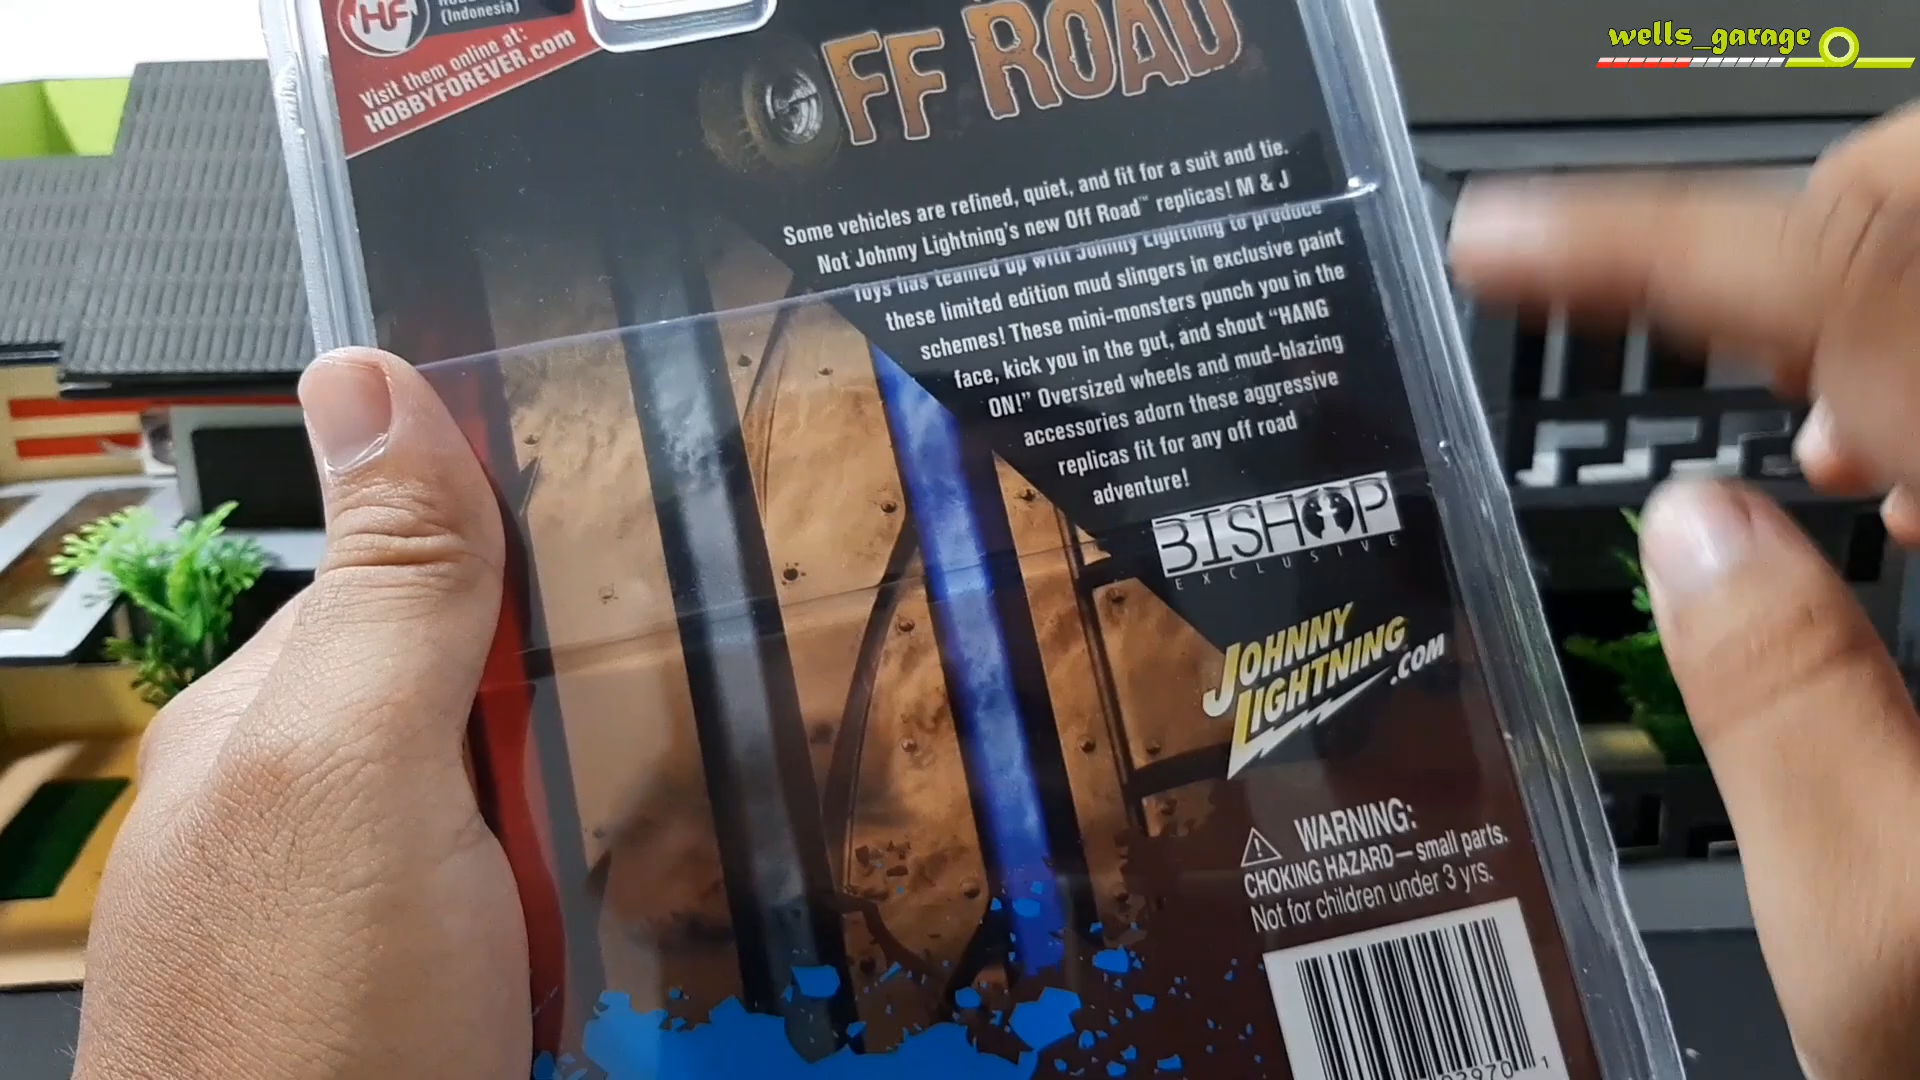 wells_garage
HF
(Indonesia)
Visit them online at:
HOBBYFOREVER.com
OFF ROAD
Some vehicles are refined, quiet, and fit for a suit and tie.
Not Johnny Lightning's new Off Road™ replicas! M & J
Toys has teamed up with Johnny Lightning to produce
these limited edition mud slingers in exclusive paint
schemes! These mini-monsters punch you in the
face, kick you in the gut, and shout "HANG
ON!" Oversized wheels and mud-blazing
accessories adorn these aggressive
replicas fit for any off road
adventure!
BISHOP
EXCLUSIVE
JOHNNY
LIGHTNING
.COM
WARNING:
CHOKING HAZARD—small parts.
Not for children under 3 yrs.